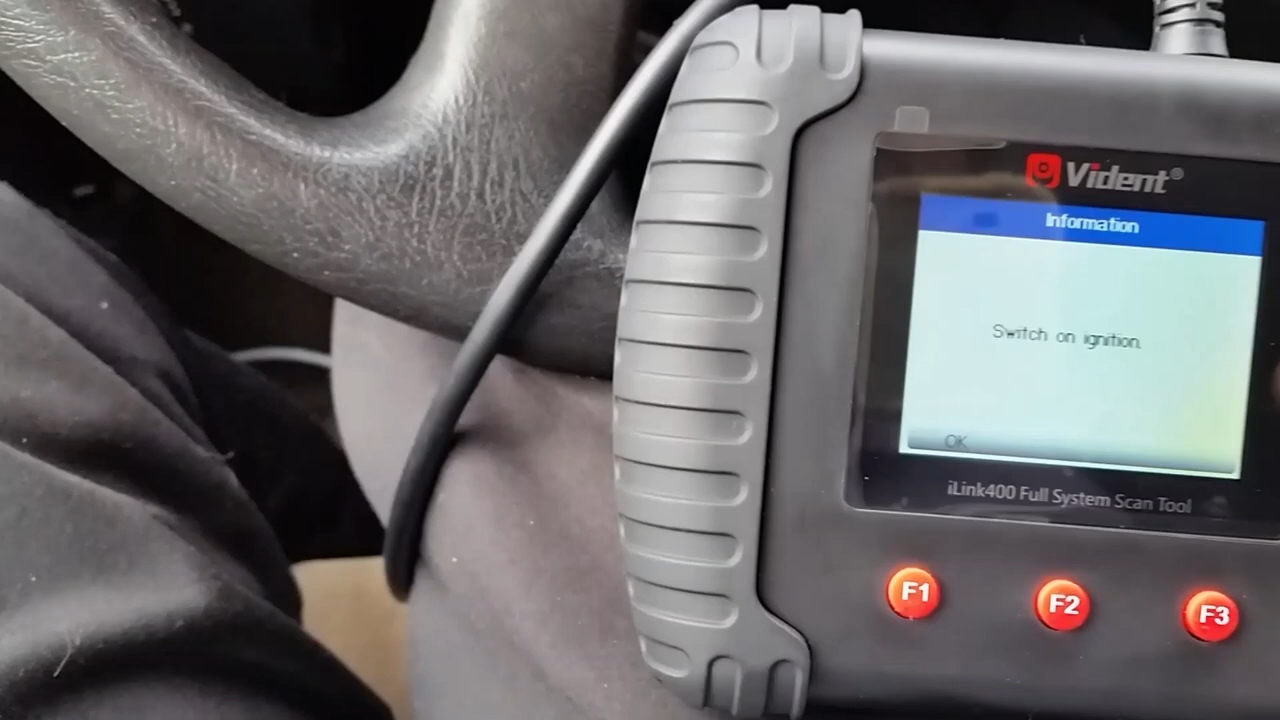 Vident®
Information
Switch on ignition.
OK
iLink400 Full System Scan Tool
F1 F2 F3